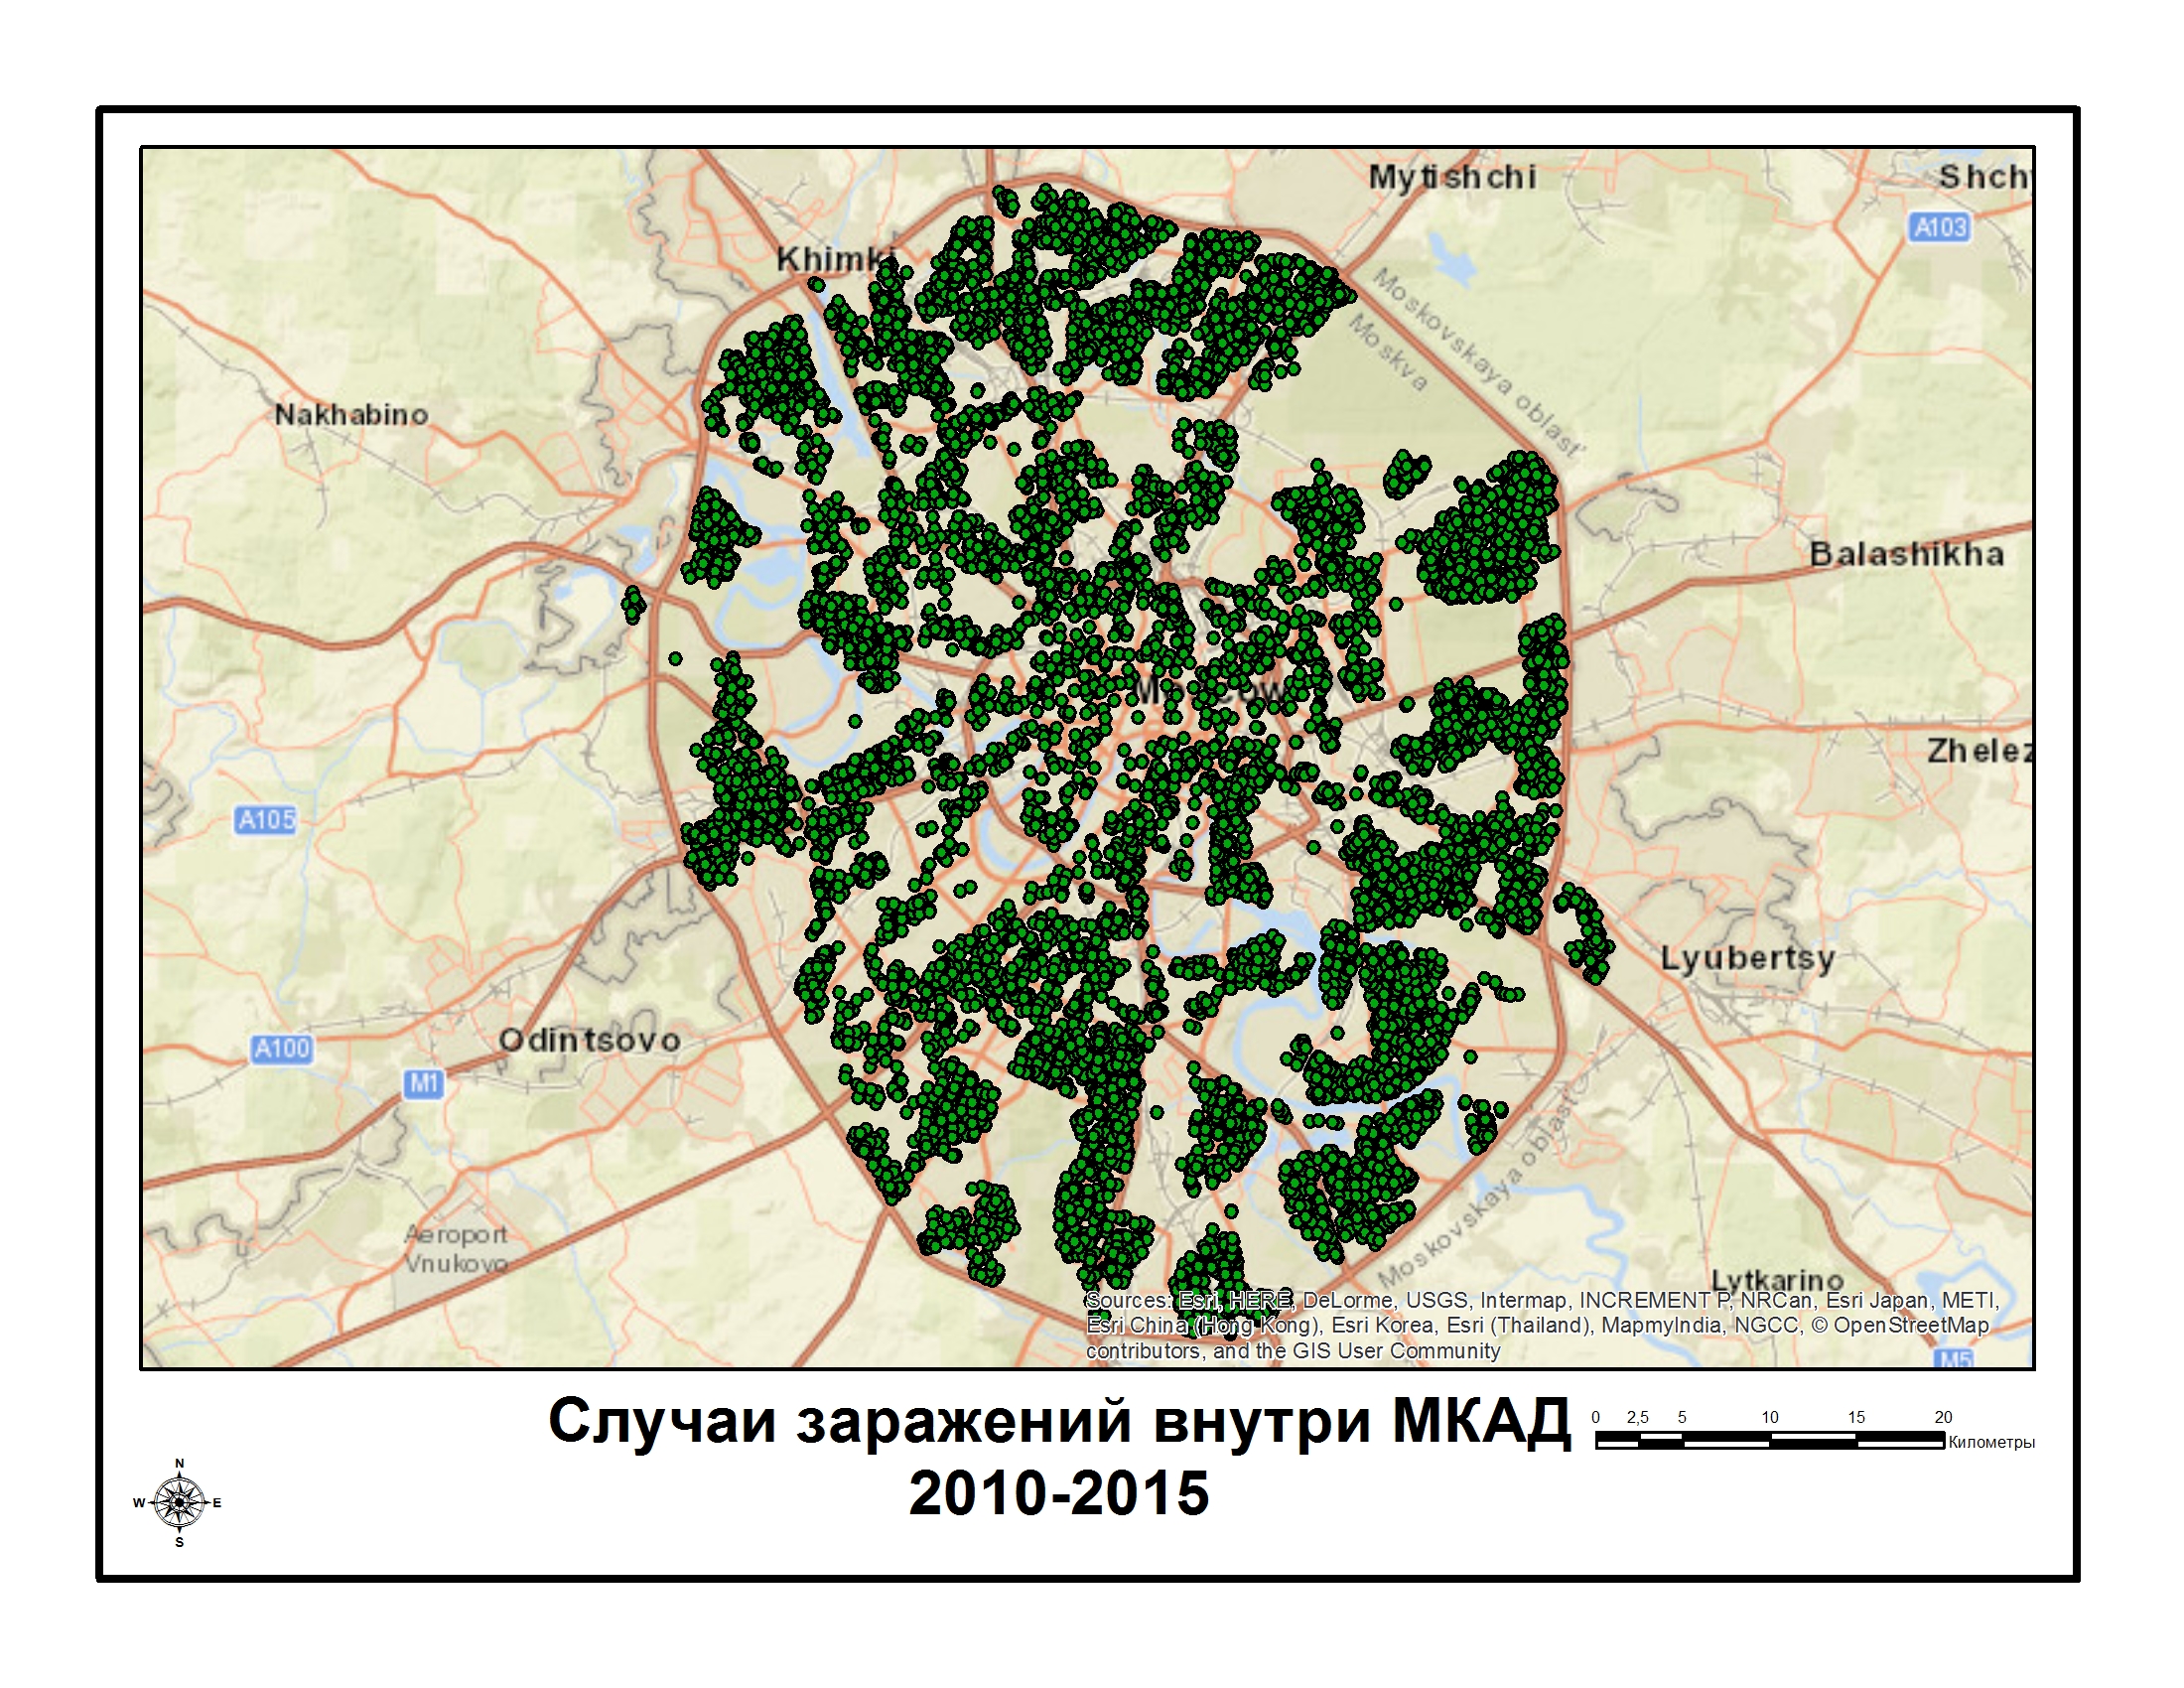 Mytishchi
Shch
A103
Khimki
Moskovskaya oblast'
Moskva
Nakhabino
Balashikha
Moscow
Zhelez
A105
Lyubertsy
Odintsovo
A100
M1
Moskovskaya oblast'
Aeroport
Vnukovo
Lytkarino
Sources: Esri, HERE, DeLorme, USGS, Intermap, INCREMENT P, NRCan, Esri Japan, METI,
Esri China (Hong Kong), Esri Korea, Esri (Thailand), MapmyIndia, NGCC, © OpenStreetMap
contributors, and the GIS User Community
M5
Случаи заражений внутри МКАД
2010-2015
0 2,5 5 10 15 20
Километры
N
W E
S